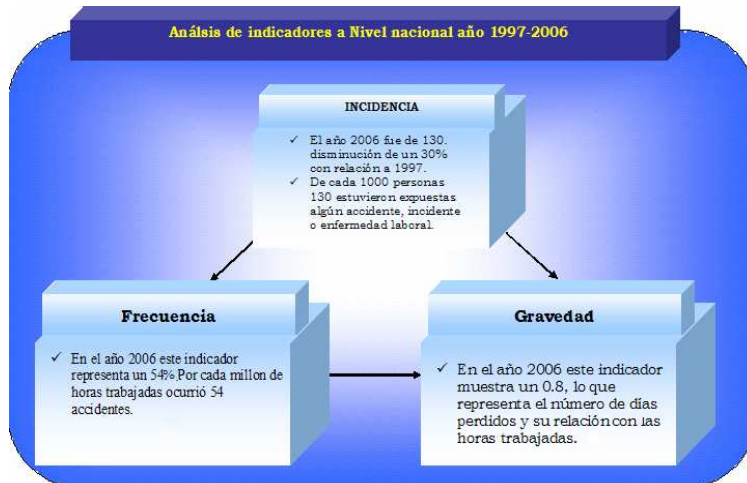 Análsis de indicadores a Nivel nacional año 1997-2006
INCIDENCIA
✓ El año 2006 fue de 130.
disminución de un 30%
con relación a 1997.
✓ De cada 1000 personas
130 estuvieron expuestas
algún accidente, incidente
o enfermedad laboral.
Frecuencia
✓ En el año 2006 este indicador
representa un 54%.Por cada millon de
horas trabajadas ocurrió 54
accidentes.
Gravedad
✓ En el año 2006 este indicador
muestra un 0.8, lo que
representa el número de días
perdidos y su relación con las
horas trabajadas.